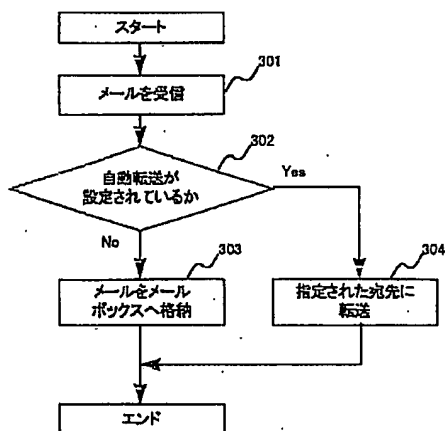 スタート
301
メールを受信
302
自動転送が
設定されているか
Yes
No
303
メールをメール
ボックスへ格納
304
指定された宛先に
転送
エンド